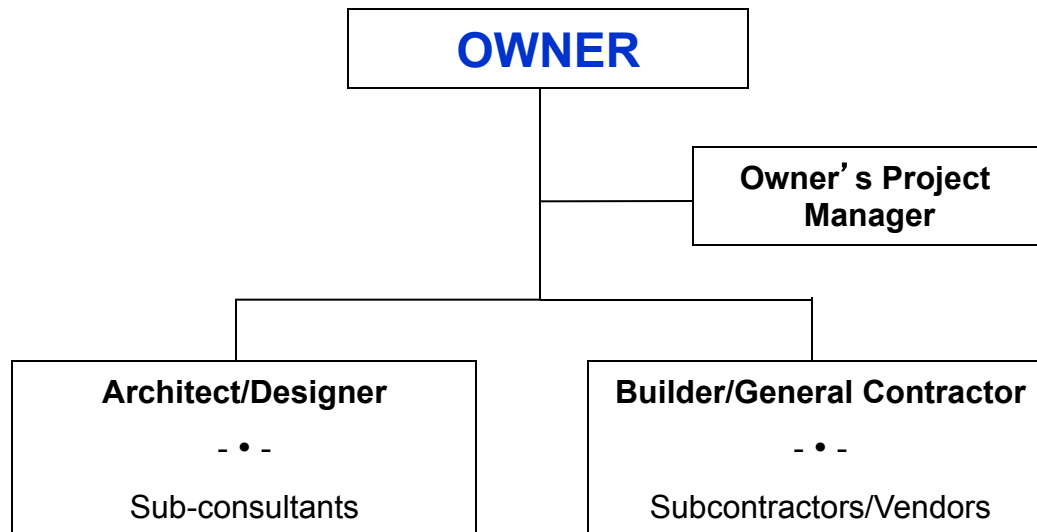 OWNER
Owner’s Project
Manager
Architect/Designer
- • -
Sub-consultants
Builder/General Contractor
- • -
Subcontractors/Vendors